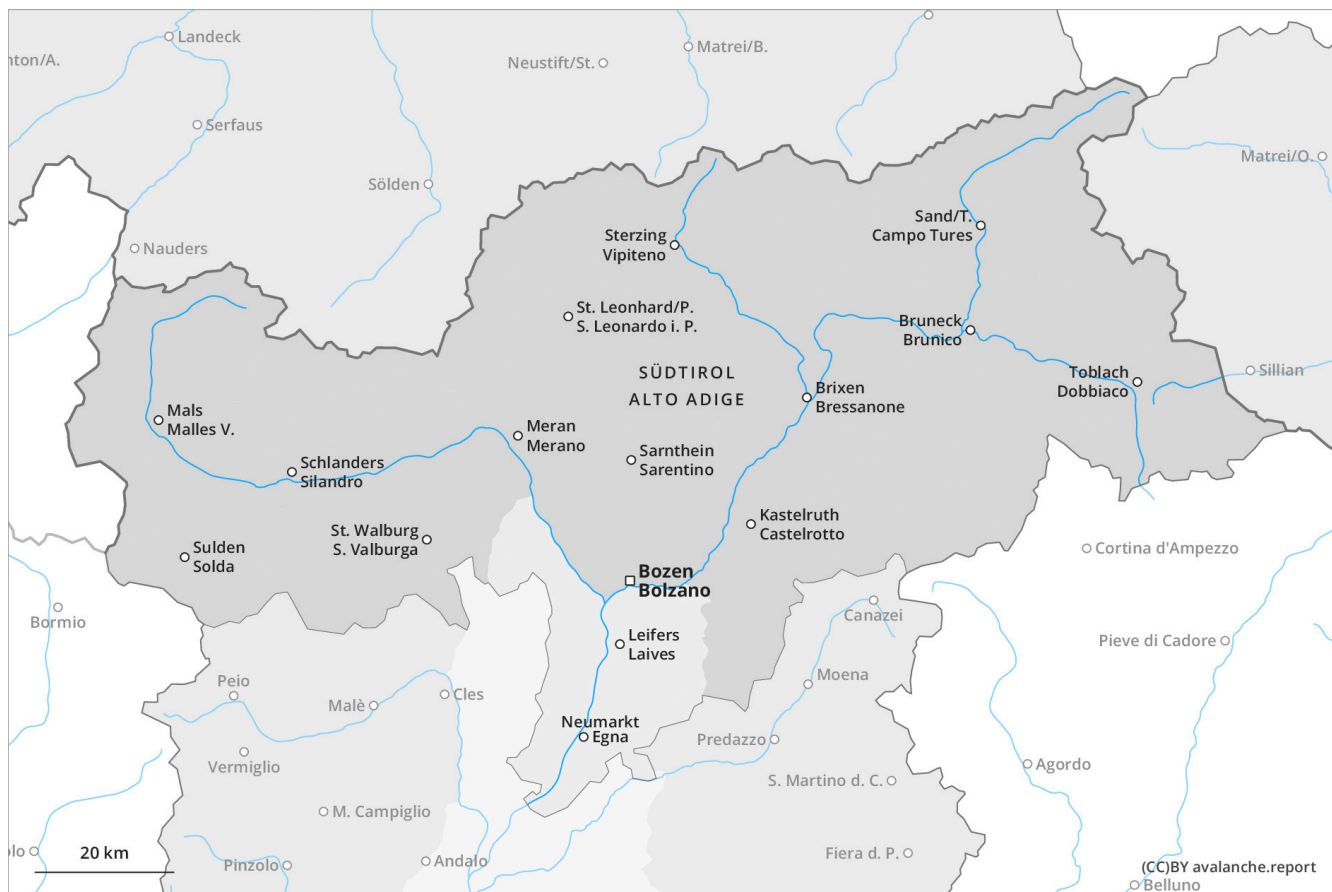 Landeck
Matrei/B.
nton/A.
Neustift/St.
Serfaus
Matrei/O.
Sölden
Sand/T.
Campo Tures
Sterzing
Vipiteno
Nauders
St. Leonhard/P.
S. Leonardo i. P.
Bruneck
Brunico
SÜDTIROL
ALTO ADIGE
Toblach
Dobbiaco
Sillian
Brixen
Bressanone
Mals
Malles V.
Meran
Merano
Sarnthein
Sarentino
Schlanders
Silandro
Kastelruth
Castelrotto
St. Walburg
S. Valburga
Sulden
Solda
Cortina d'Ampezzo
Bozen
Bolzano
Bormio
Canazei
Leifers
Laives
Pieve di Cadore
Moena
Peio
Malè
Cles
Neumarkt
Egna
Predazzo
Vermiglio
Agordo
S. Martino d. C.
M. Campiglio
olo
20 km
Pinzolo
Andalo
Fiera d. P.
(CC)BY avalanche.report
Belluno